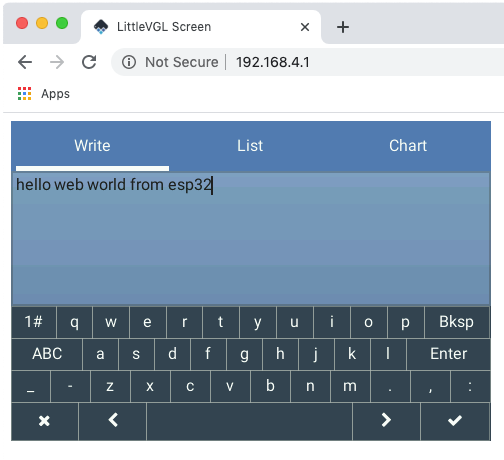 LittleVGL Screen
Not Secure | 192.168.4.1
Apps
Write List Chart
hello web world from esp32
1# q w e r t y u i o p Bksp
ABC a s d f g h j k l Enter
_ - z x c v b n m . , :